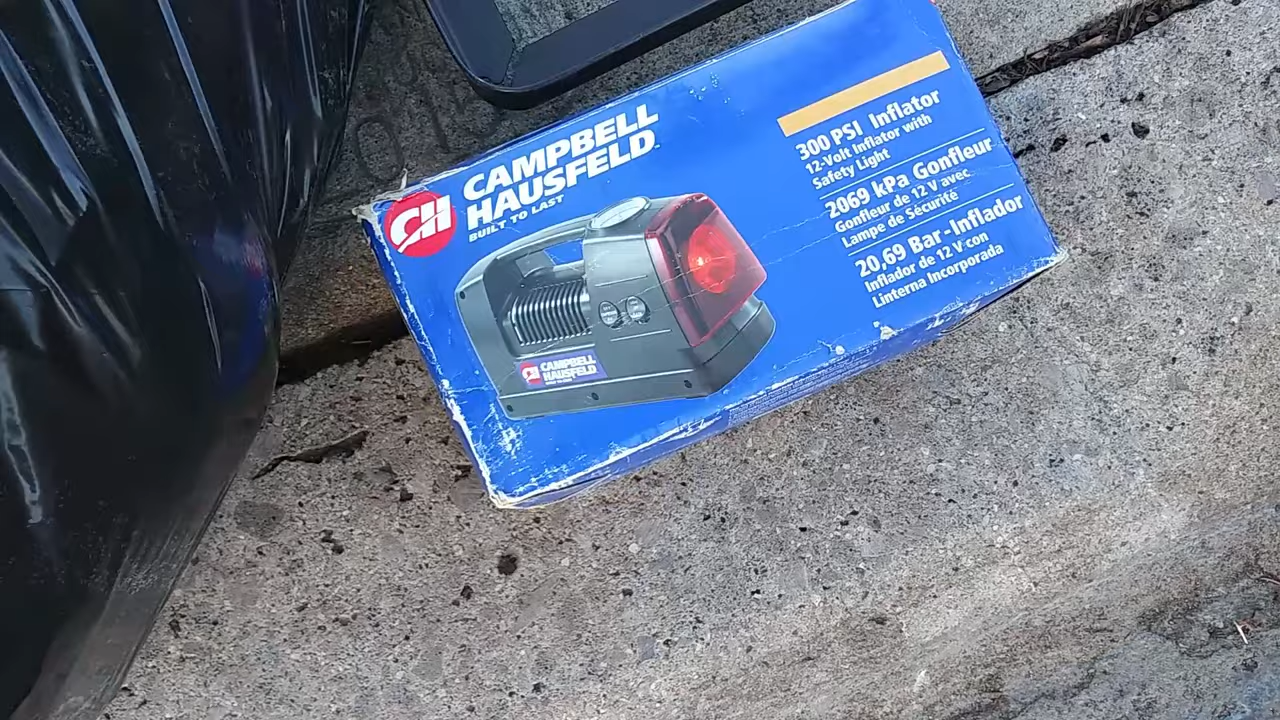 CH
CAMPBELL
HAUSFELD
BUILT TO LAST
300 PSI Inflator
12-Volt Inflator with
Safety Light
2069 kPa Gonfleur
Gonfleur de 12 V avec
Lampe de Sécurité
20,69 Bar-Inflador
Inflador de 12 V con
Linterna Incorporada
CH CAMPBELL
HAUSFELD